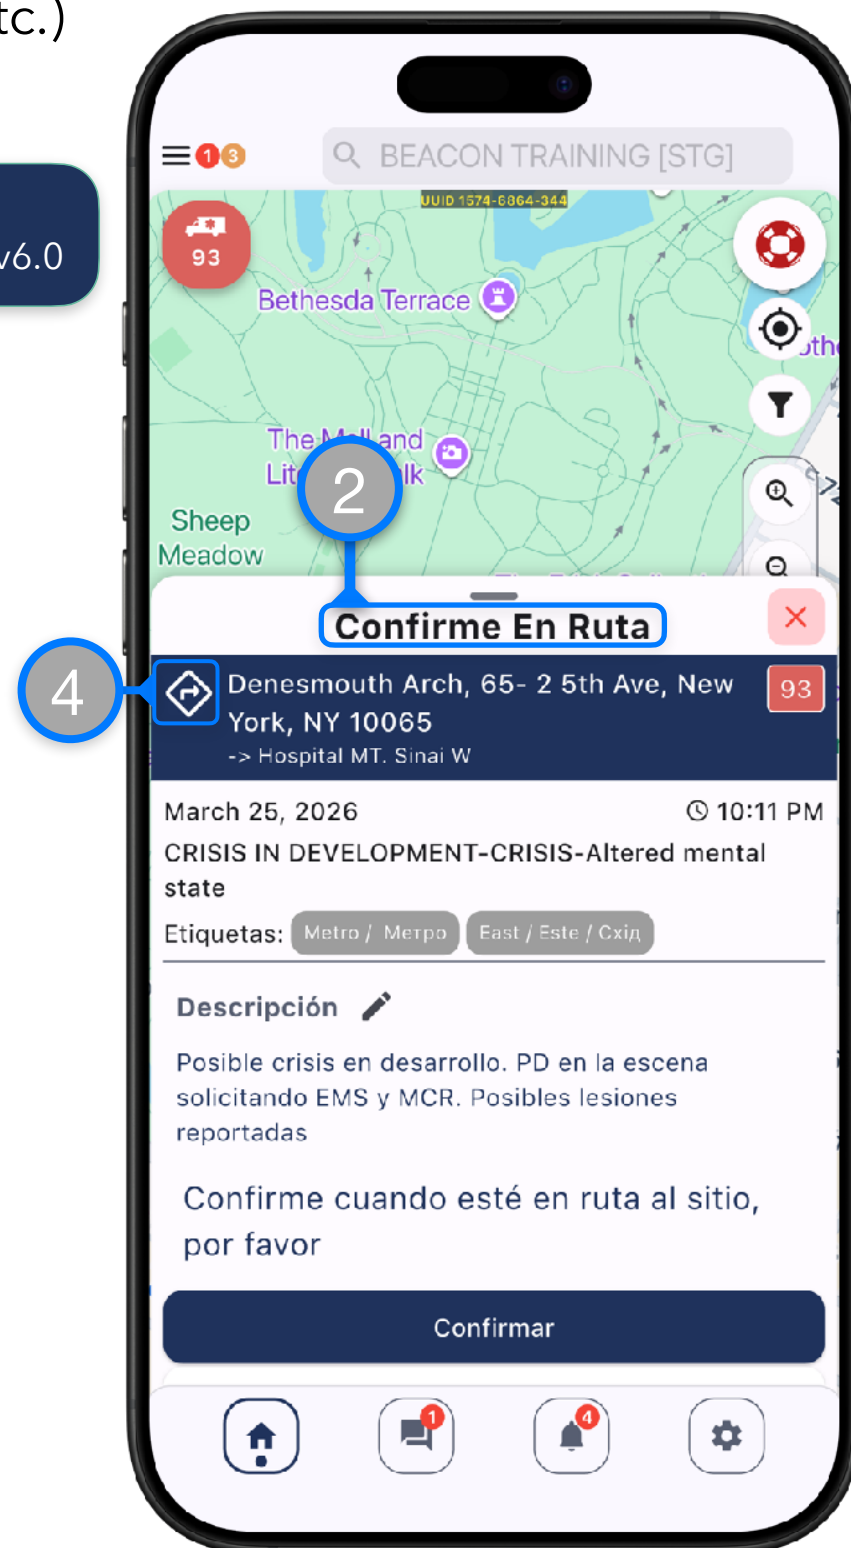 tc.)
v6.0
1 3
BEACON TRAINING [STG]
UUID 1574-6864-344
93
Bethesda Terrace
The Mall and
Sheep
Meadow
2
Confirme En Ruta
4
Denesmouth Arch, 65- 2 5th Ave, New
York, NY 10065
93
-> Hospital MT. Sinai W
March 25, 2026
10:11 PM
CRISIS IN DEVELOPMENT-CRISIS-Altered mental
state
Etiquetas: Metro / Метро East / Este / Схід
Descripción
Posible crisis en desarrollo. PD en la escena
solicitando EMS y MCR. Posibles lesiones
reportadas
Confirme cuando esté en ruta al sitio,
por favor
Confirmar
1
4